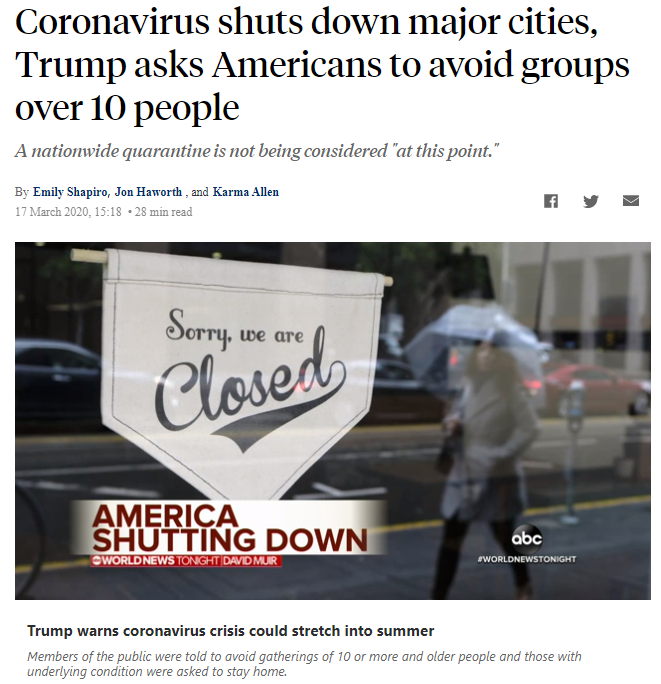 Coronavirus shuts down major cities,
Trump asks Americans to avoid groups
over 10 people
A nationwide quarantine is not being considered "at this point."
By Emily Shapiro, Jon Haworth , and Karma Allen
17 March 2020, 15:18 • 28 min read
Sorry, we are
Closed
AMERICA
SHUTTING DOWN
WORLD NEWS TONIGHT | DAVID MUIR
abc
#WORLDNEWSTONIGHT
Trump warns coronavirus crisis could stretch into summer
Members of the public were told to avoid gatherings of 10 or more and older people and those with
underlying condition were asked to stay home.